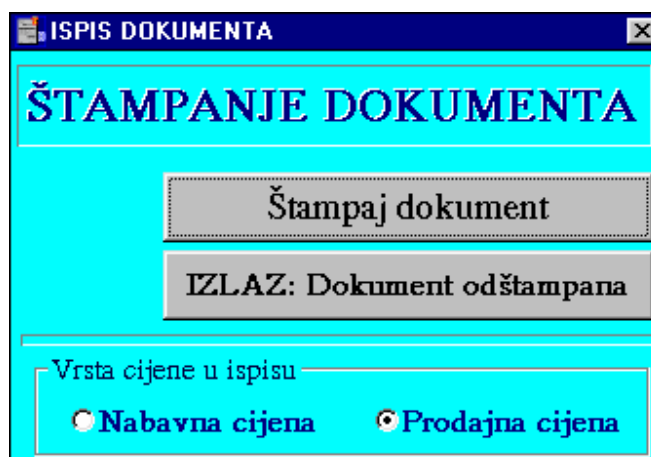 ISPIS DOKUMENTA
ŠTAMPANJE DOKUMENTA
Štampaj dokument
IZLAZ: Dokument odštampana
Vrsta cijene u ispisu
Nabavna cijena Prodajna cijena